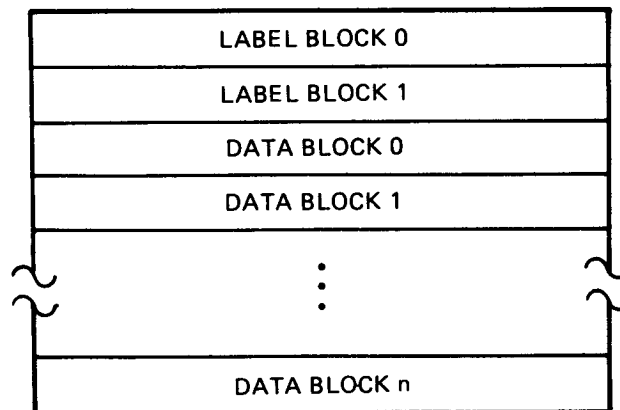 LABEL BLOCK 0
LABEL BLOCK 1
DATA BLOCK 0
DATA BLOCK 1
DATA BLOCK n